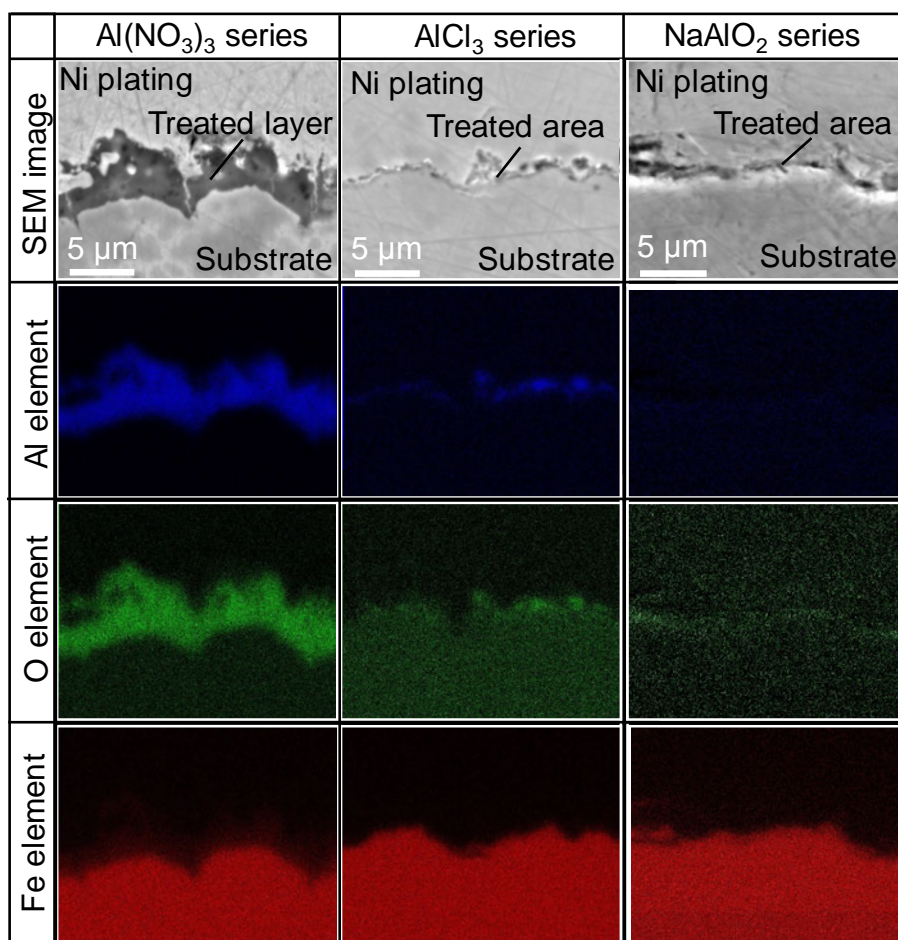 Al(NO₃)₃ series
AlCl₃ series
NaAlO₂ series
SEM image
Ni plating
Treated layer
5 µm
Substrate
Ni plating
Treated area
5 µm
Substrate
Ni plating
Treated area
5 µm
Substrate
Al element
O element
Fe element